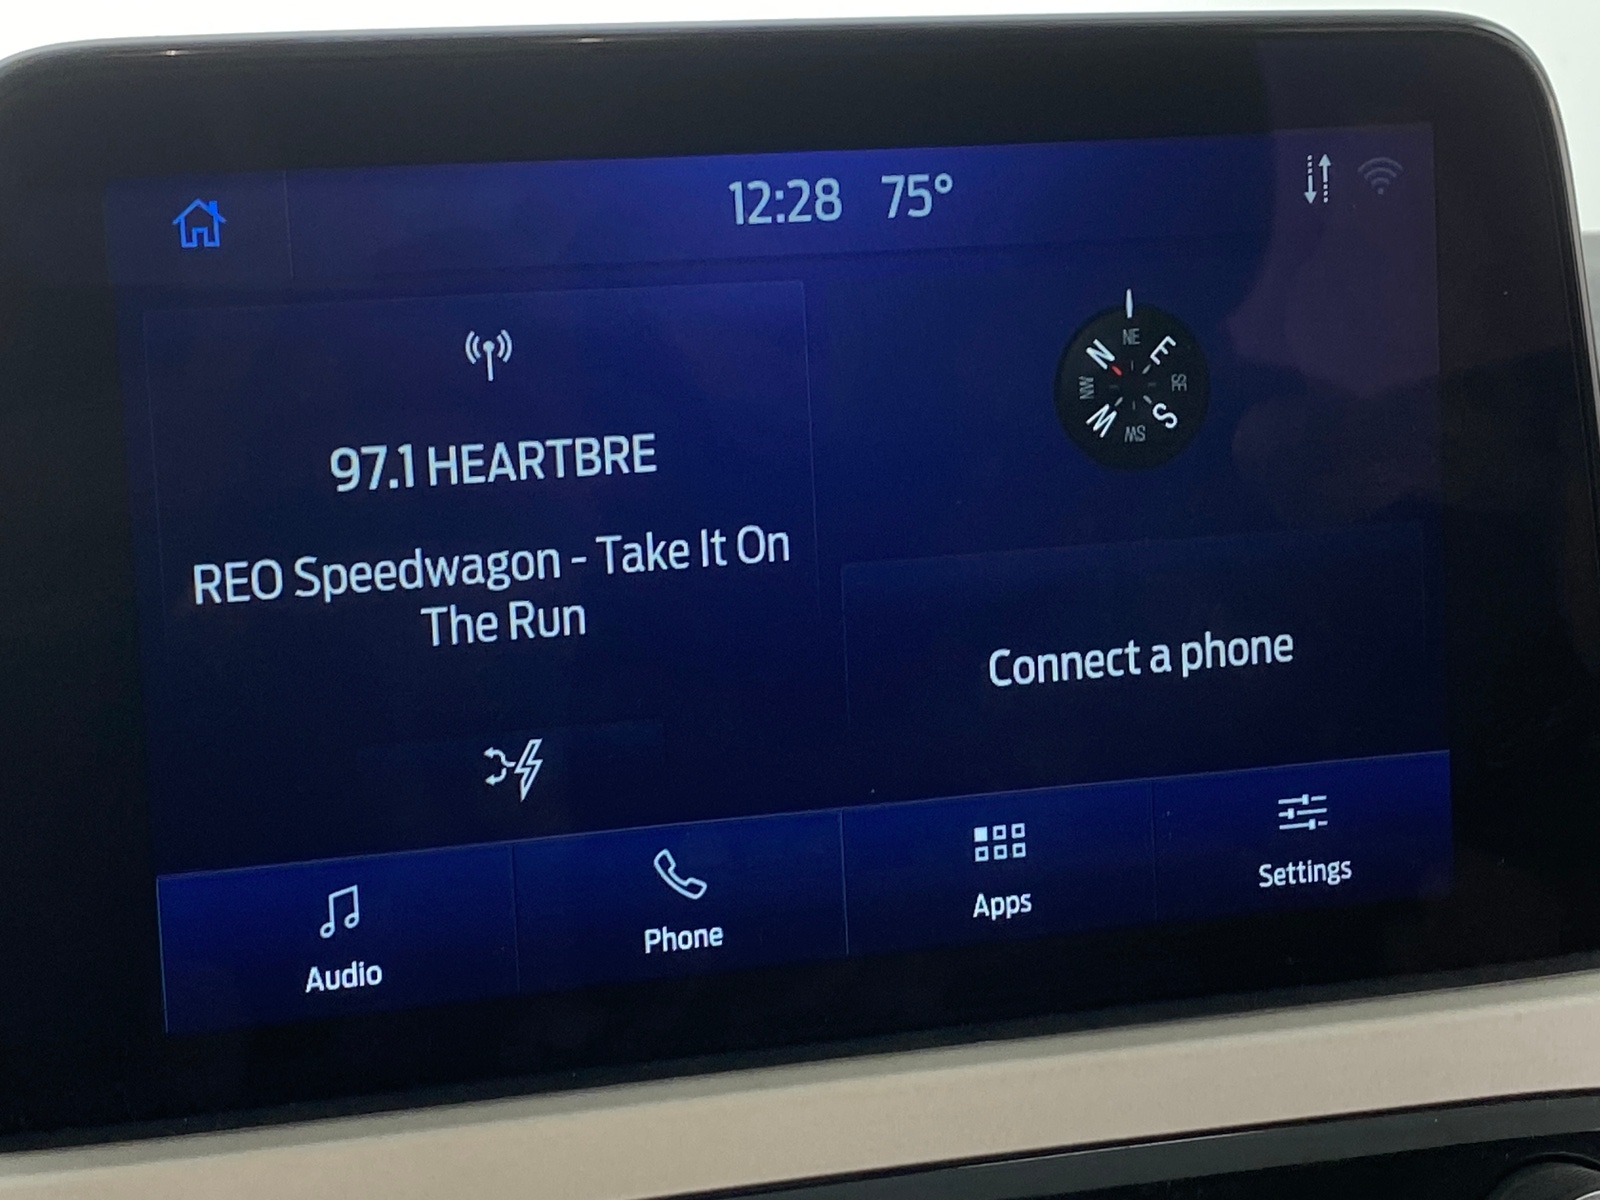 12:28 75°
97.1 HEARTBRE
REO Speedwagon - Take It On
The Run
NE
N E
NW SE
W S
SW
Connect a phone
Audio
Phone
Apps
Settings